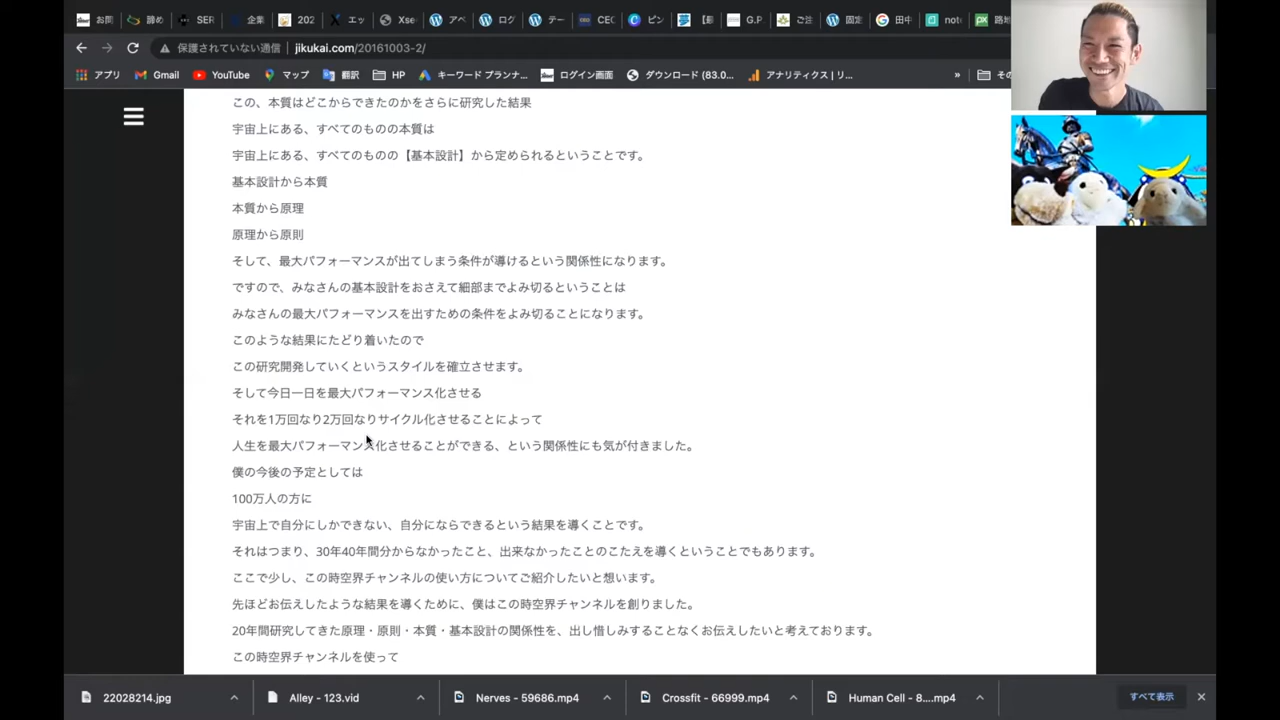 お問
諦め
SER
企業
202
エッ
Xse
アベ
ログ
テー
CEC
ピン
G.P
ご注
固定
田中
note
路地
保護されていない通信 | jikukai.com/20161003-2/
アプリ
Gmail
YouTube
マップ
翻訳
HP
キーワード プランナ...
ログイン画面
ダウンロード (83.0...
アナリティクス | リ...
»
この、本質はどこからできたのかをさらに研究した結果
宇宙上にある、すべてのものの本質は
宇宙上にある、すべてのものの【基本設計】から定められるということです。
基本設計から本質
本質から原理
原理から原則
そして、最大パフォーマンスが出てしまう条件が導けるという関係性になります。
ですので、みなさんの基本設計をおさえて細部までよみ切るということは
みなさんの最大パフォーマンスを出すための条件をよみ切ることになります。
このような結果にたどり着いたので
この研究開発していくというスタイルを確立させます。
そして今日一日を最大パフォーマンス化させる
それを1万回なり2万回なりサイクル化させることによって
人生を最大パフォーマンス化させることができる、という関係性にも気が付きました。
僕の今後の予定としては
100万人の方に
宇宙上で自分にしかできない、自分にならできるという結果を導くことです。
それはつまり、30年40年間分からなかったこと、出来なかったことのこたえを導くということでもあります。
ここで少し、この時空界チャンネルの使い方についてご紹介したいと想います。
先ほどお伝えしたような結果を導くために、僕はこの時空界チャンネルを創りました。
20年間研究してきた原理・原則・本質・基本設計の関係性を、出し惜しみすることなくお伝えしたいと考えております。
この時空界チャンネルを使って
22028214.jpg
Alley - 123.vid
Nerves - 59686.mp4
Crossfit - 66999.mp4
Human Cell - 8....mp4
すべて表示